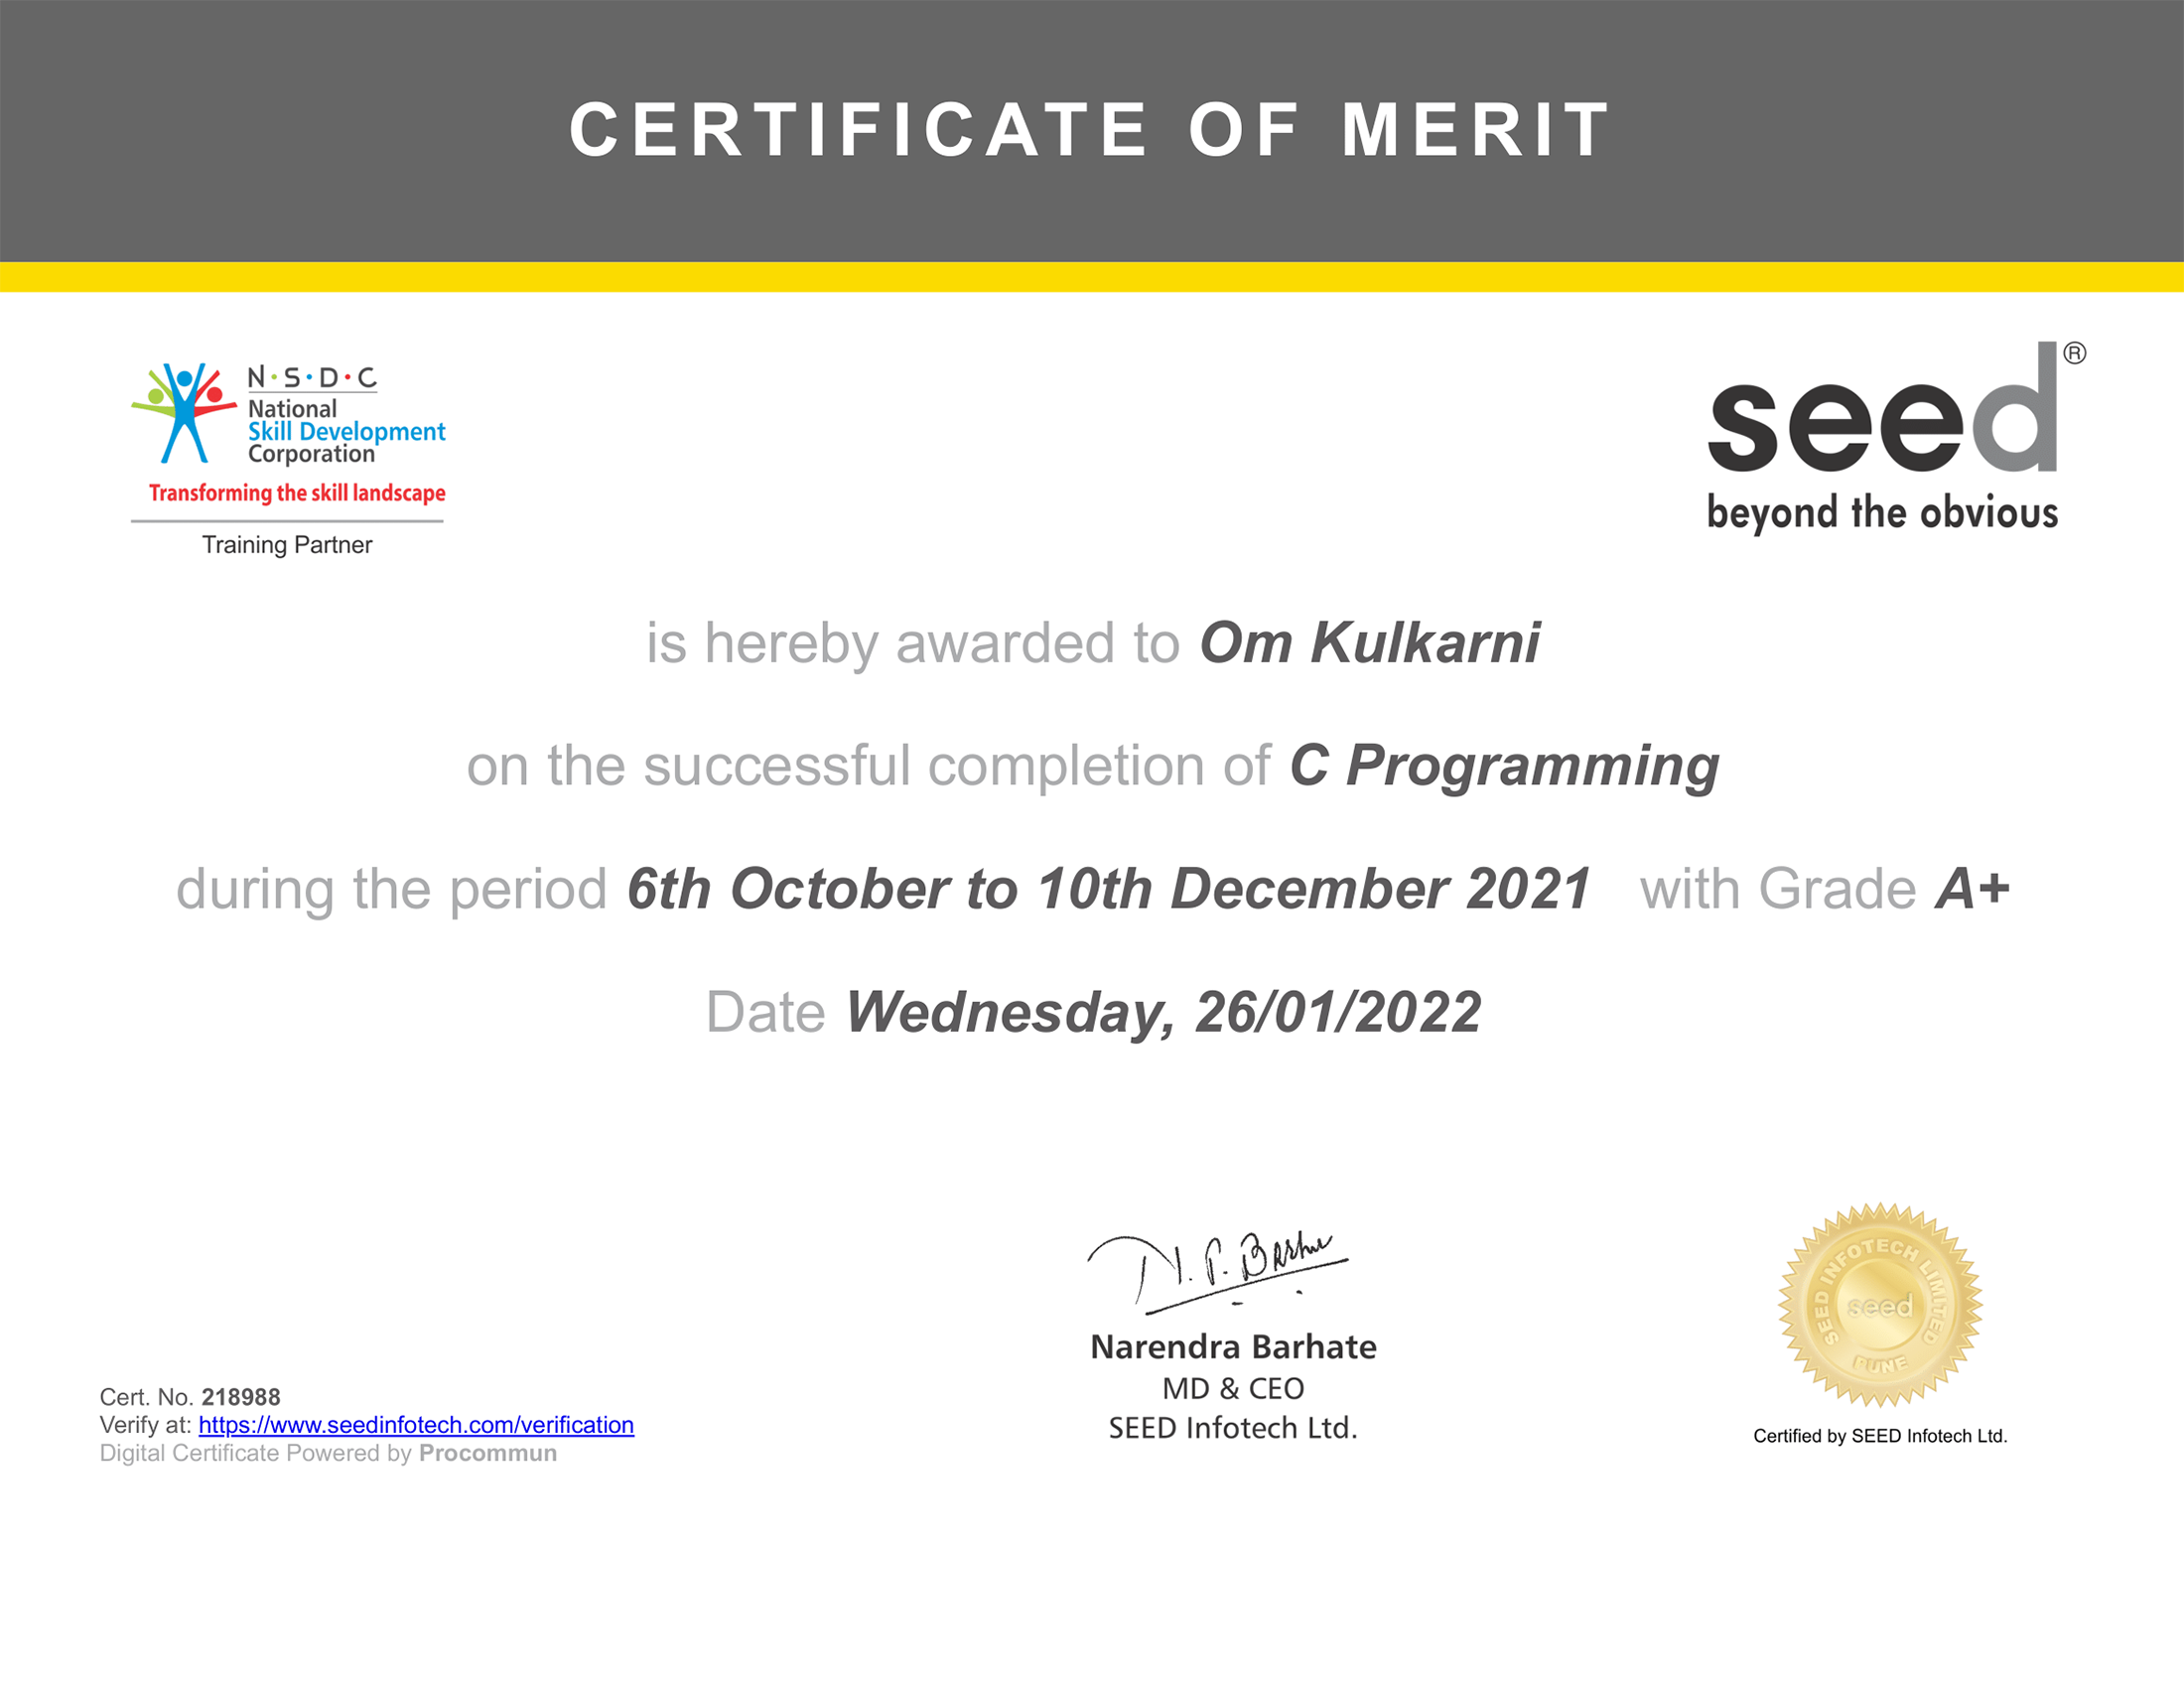 CERTIFICATE OF MERIT
N·S·D·C
National
Skill Development
Corporation
Transforming the skill landscape
Training Partner
seed®
beyond the obvious
is hereby awarded to Om Kulkarni
on the successful completion of C Programming
during the period 6th October to 10th December 2021 with Grade A+
Date Wednesday, 26/01/2022
N. P. Barhate
Narendra Barhate
MD & CEO
SEED Infotech Ltd.
SEED INFOTECH LIMITED
seed
PUNE
Certified by SEED Infotech Ltd.
Cert. No. 218988
Verify at: https://www.seedinfotech.com/verification
Digital Certificate Powered by Procommun